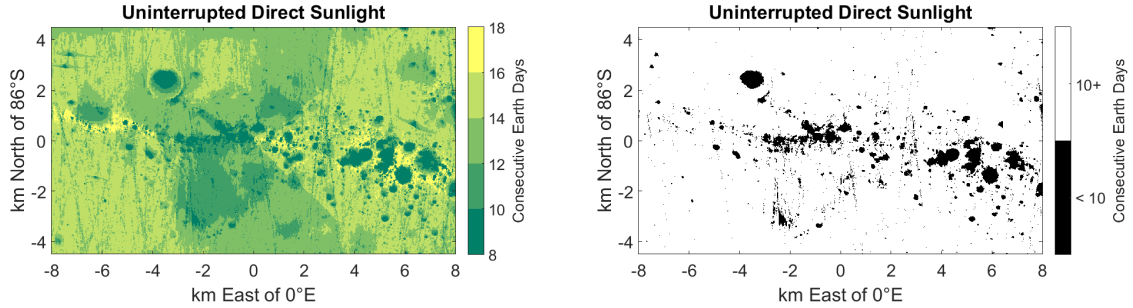 Uninterrupted Direct Sunlight
km North of 86°S
4
2
0
-2
-4
-8 -6 -4 -2 0 2 4 6 8
km East of 0°E
18
16
14
12
10
8
Consecutive Earth Days
Uninterrupted Direct Sunlight
km North of 86°S
4
2
0
-2
-4
-8 -6 -4 -2 0 2 4 6 8
km East of 0°E
10+
< 10
Consecutive Earth Days